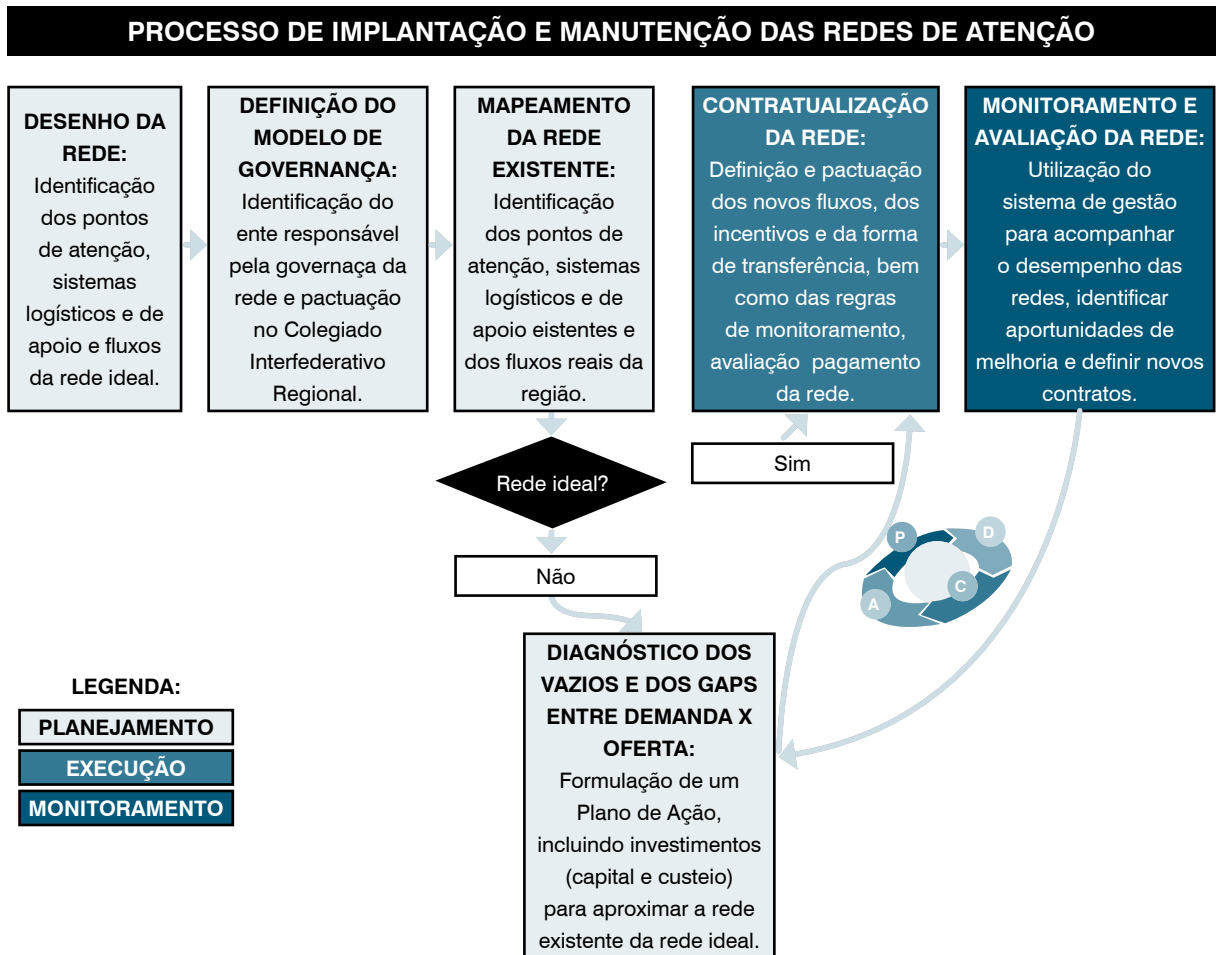 PROCESSO DE IMPLANTAÇÃO E MANUTENÇÃO DAS REDES DE ATENÇÃO
DESENHO DA
REDE:
Identificação
dos pontos
de atenção,
sistemas
logísticos e de
apoio e fluxos
da rede ideal.
DEFINIÇÃO DO
MODELO DE
GOVERNANÇA:
Identificação do
ente responsável
pela governaça da
rede e pactuação
no Colegiado
Interfederativo
Regional.
MAPEAMENTO
DA REDE
EXISTENTE:
Identificação
dos pontos de
atenção, sistemas
logísticos e de
apoio eistentes e
dos fluxos reais da
região.
CONTRATUALIZAÇÃO
DA REDE:
Definição e pactuação
dos novos fluxos, dos
incentivos e da forma
de transferência, bem
como das regras
de monitoramento,
avaliação pagamento
da rede.
MONITORAMENTO E
AVALIAÇÃO DA REDE:
Utilização do
sistema de gestão
para acompanhar
o desempenho das
redes, identificar
aportunidades de
melhoria e definir novos
contratos.
Rede ideal?
Sim
Não
P
D
C
A
DIAGNÓSTICO DOS
VAZIOS E DOS GAPS
ENTRE DEMANDA X
OFERTA:
Formulação de um
Plano de Ação,
incluindo investimentos
(capital e custeio)
para aproximar a rede
existente da rede ideal.
LEGENDA:
PLANEJAMENTO
EXECUÇÃO
MONITORAMENTO